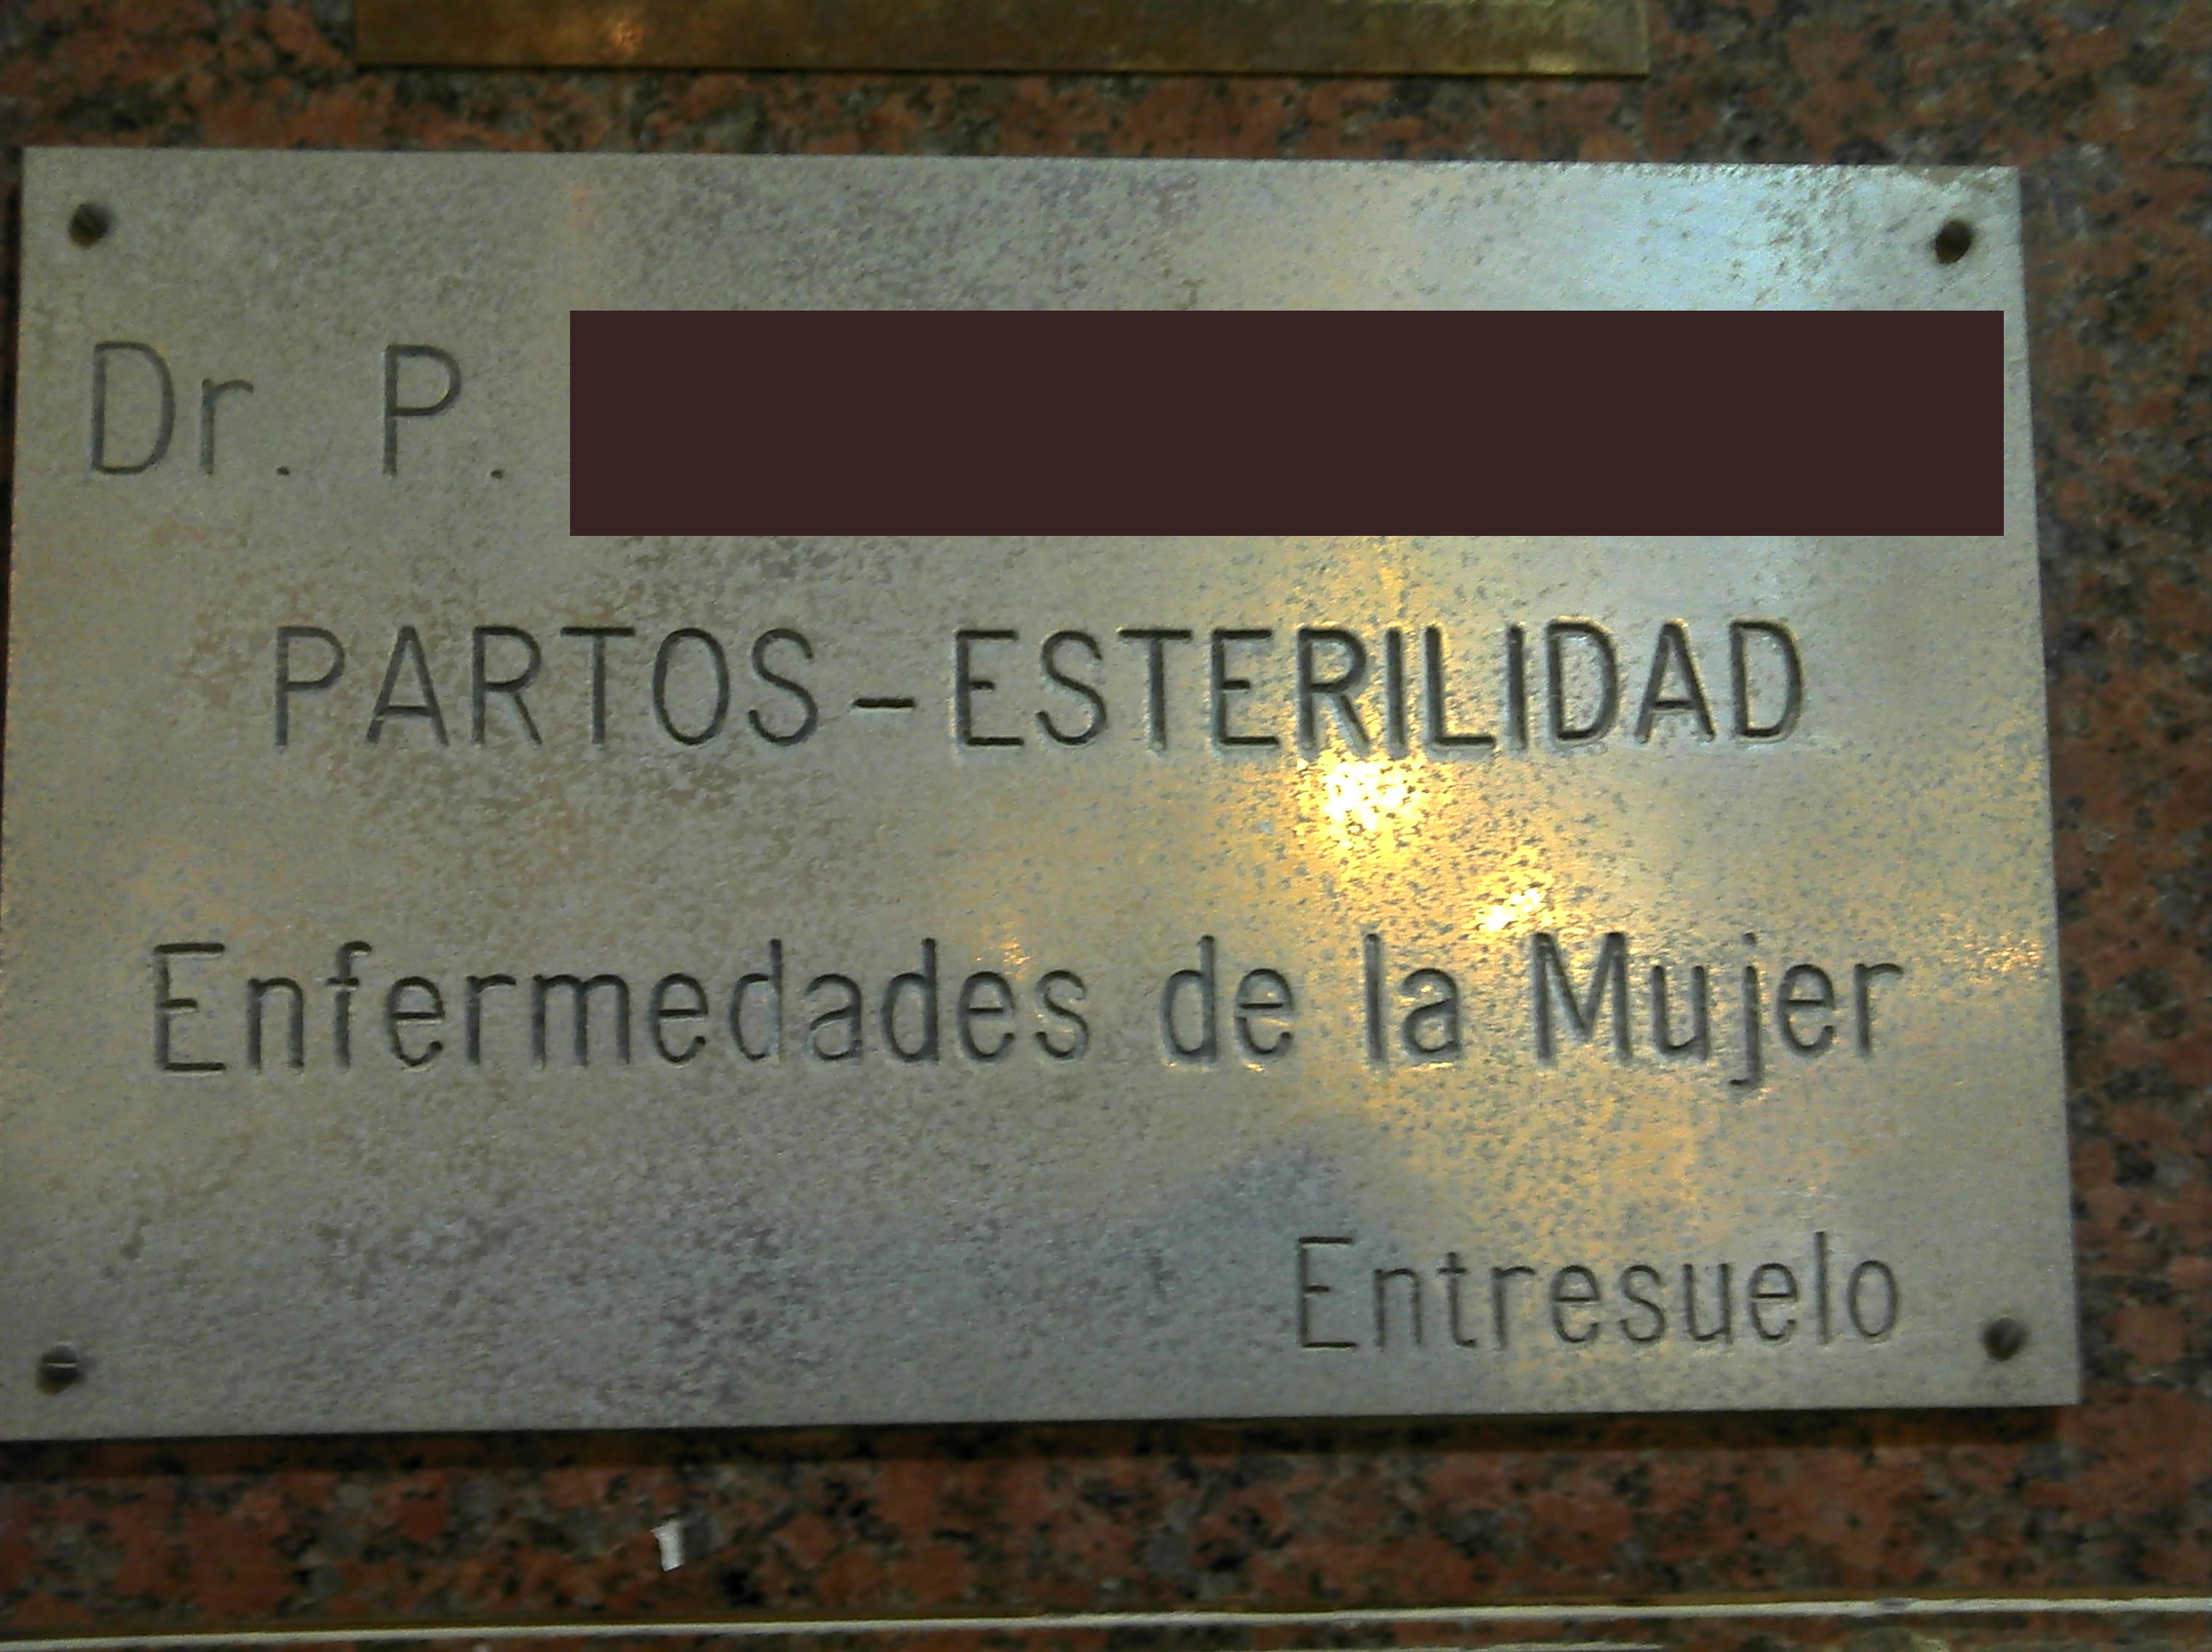 Dr. P.
PARTOS - ESTERILIDAD
Enfermedades de la Mujer
Entresuelo